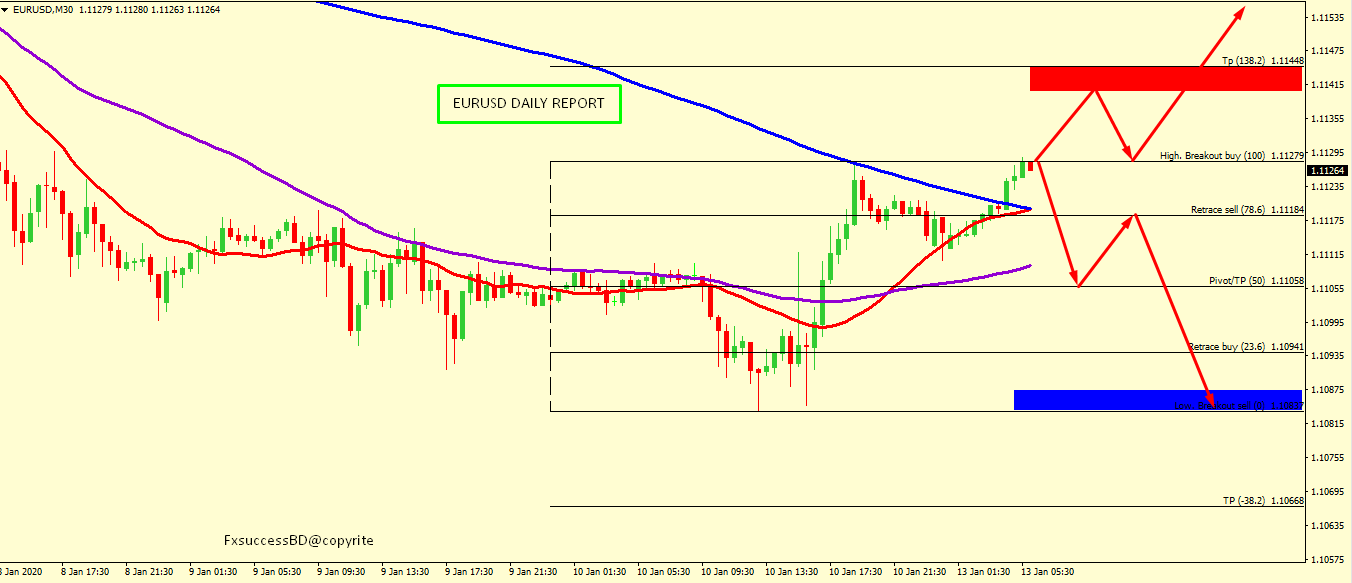 EURUSD,M30 1.11279 1.11280 1.11263 1.11264
1.11535
1.11475
Tp (138.2) 1.11448
1.11415
EURUSD DAILY REPORT
1.11355
1.11295
High. Breakout buy (100) 1.11279
1.11264
1.11235
Retrace sell (78.6) 1.11184
1.11175
1.11115
Pivot/TP (50) 1.11058
1.11055
1.10995
Retrace buy (23.6) 1.10941
1.10935
1.10875
Low. Breakout sell (0)
1.10815
1.10755
1.10695
TP (-38.2) 1.10668
1.10635
FxsuccessBD@copyrite
1.10575
8 Jan 2020 8 Jan 17:30 8 Jan 21:30 9 Jan 01:30 9 Jan 05:30 9 Jan 09:30 9 Jan 13:30 9 Jan 17:30 9 Jan 21:30 10 Jan 01:30 10 Jan 05:30 10 Jan 09:30 10 Jan 13:30 10 Jan 17:30 10 Jan 21:30 13 Jan 01:30 13 Jan 05:30